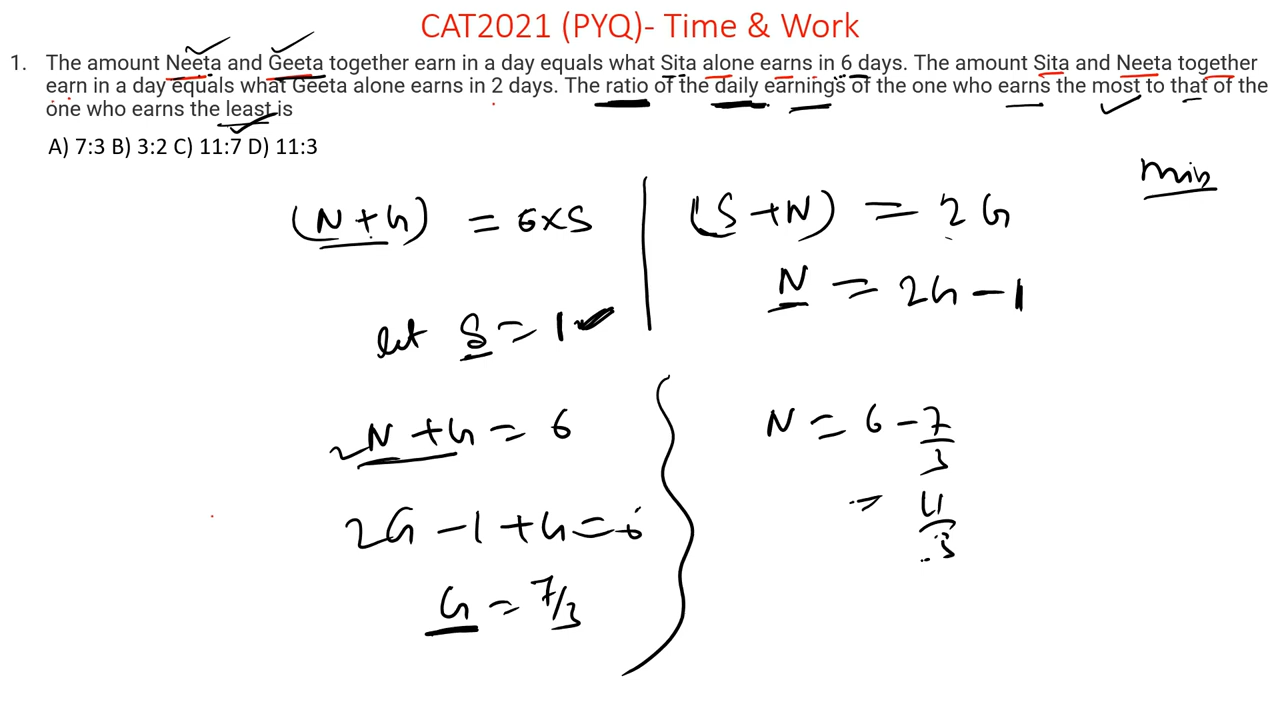 CAT2021 (PYQ)- Time & Work
1. The amount Neeta and Geeta together earn in a day equals what Sita alone earns in 6 days. The amount Sita and Neeta together
earn in a day equals what Geeta alone earns in 2 days. The ratio of the daily earnings of the one who earns the most to that of the
one who earns the least is
A) 7:3 B) 3:2 C) 11:7 D) 11:3
min
(N+G) = 6×S
(S+N) = 2G
N = 2G-1
let S=1
N+G=6
2G-1+G=6
G = 7/3
N = 6-7/3
= 11/3